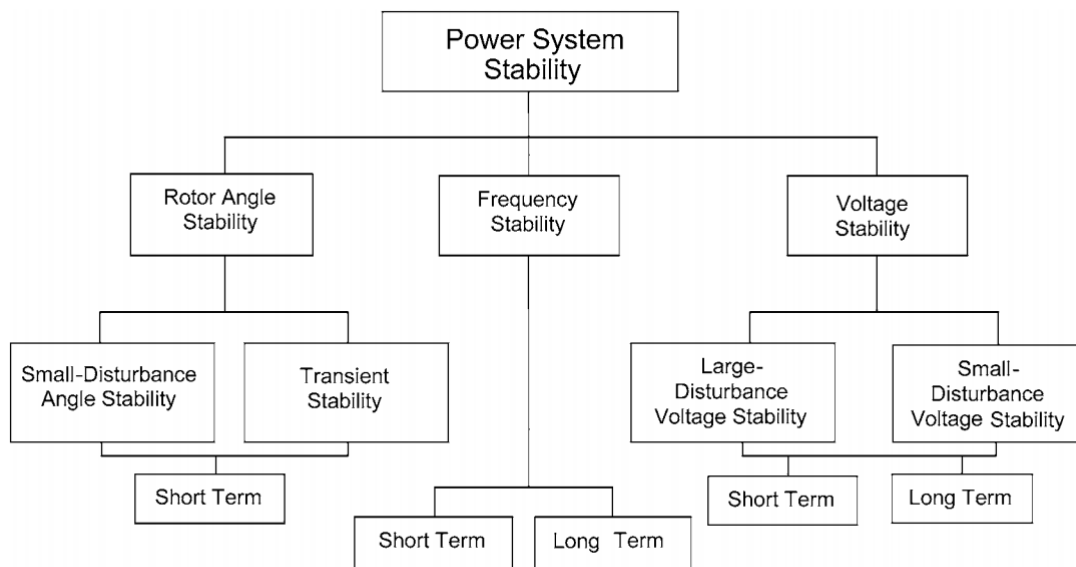 Power System
Stability
Rotor Angle
Stability
Frequency
Stability
Voltage
Stability
Small-Disturbance
Angle Stability
Transient
Stability
Large-
Disturbance
Voltage Stability
Small-
Disturbance
Voltage Stability
Short Term
Short Term
Long Term
Short Term
Long Term